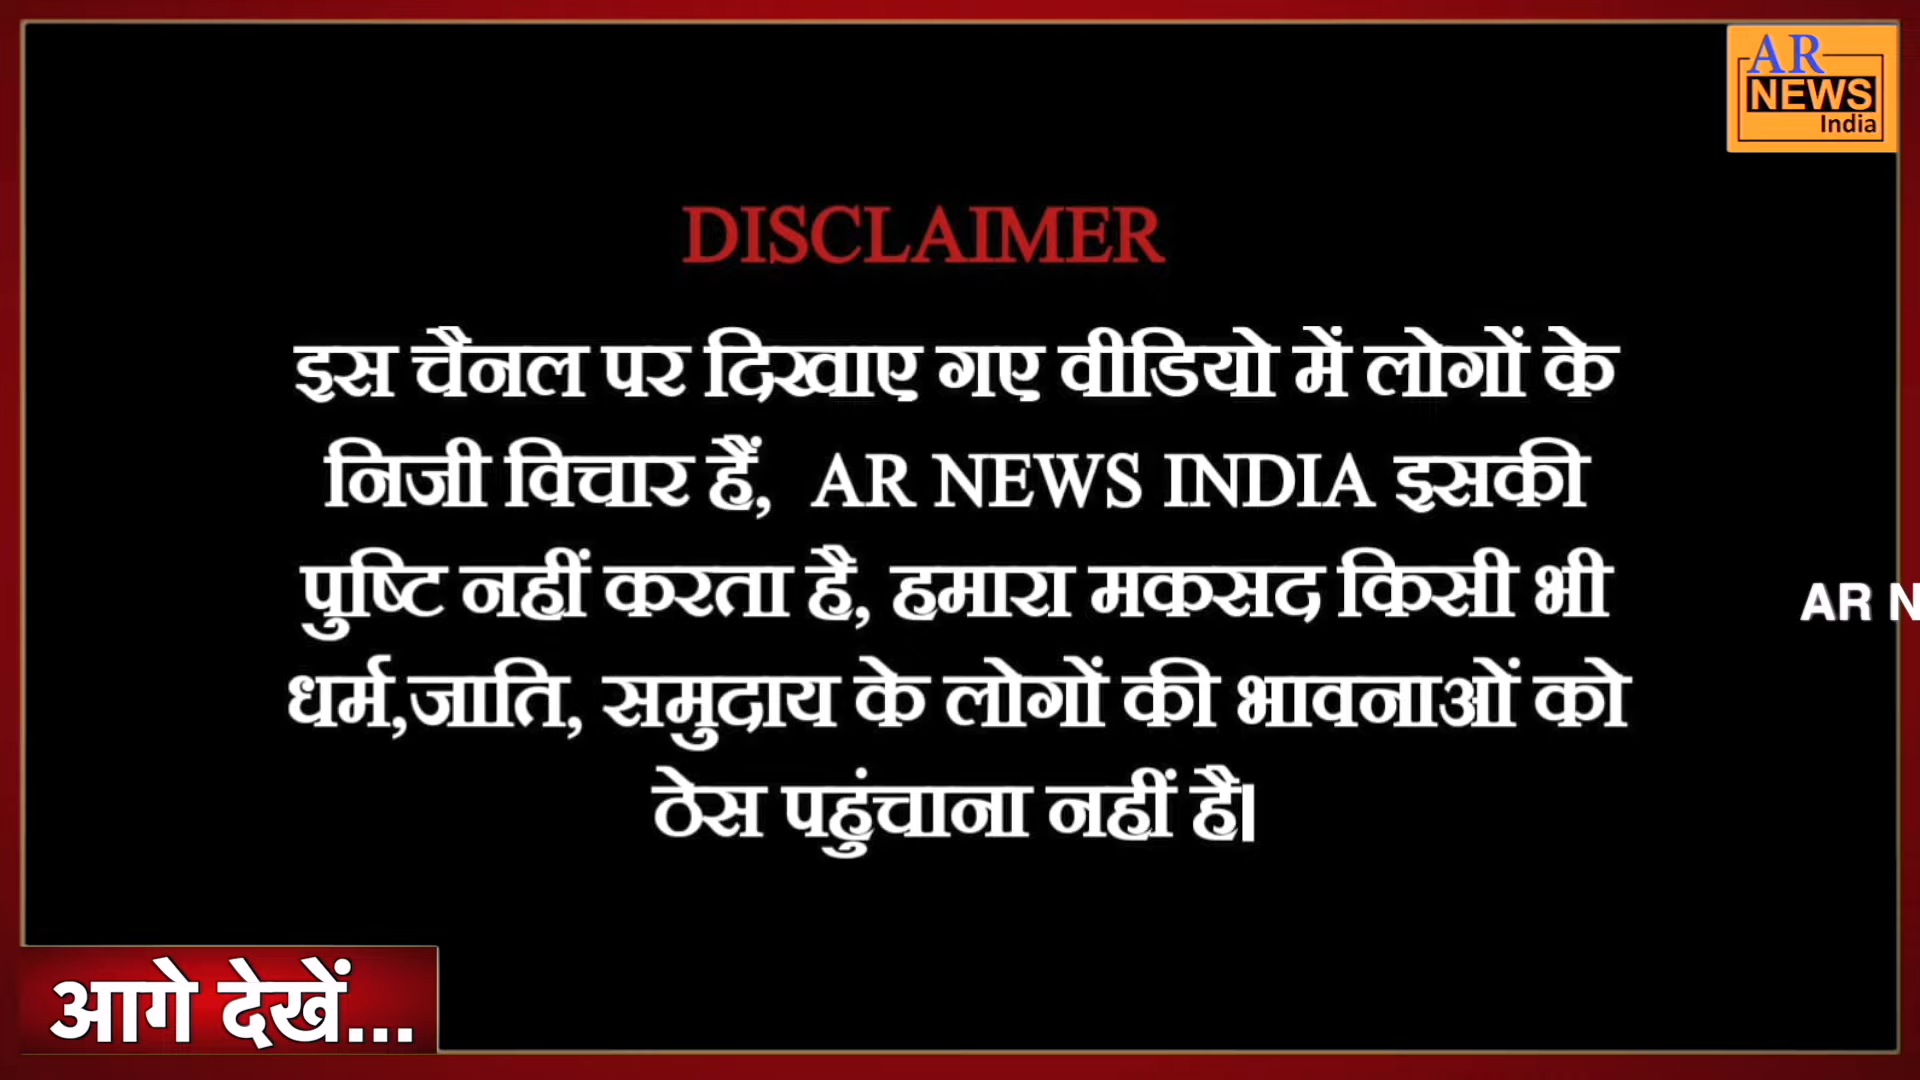 AR
NEWS
India
DISCLAIMER
इस चैनल पर दिखाए गए वीडियो में लोगों के
निजी विचार हैं, AR NEWS INDIA इसकी
पुष्टि नहीं करता है, हमारा मकसद किसी भी
AR N
धर्म,जाति, समुदाय के लोगों की भावनाओं को
ठेस पहुंचाना नहीं है।
आगे देखें...